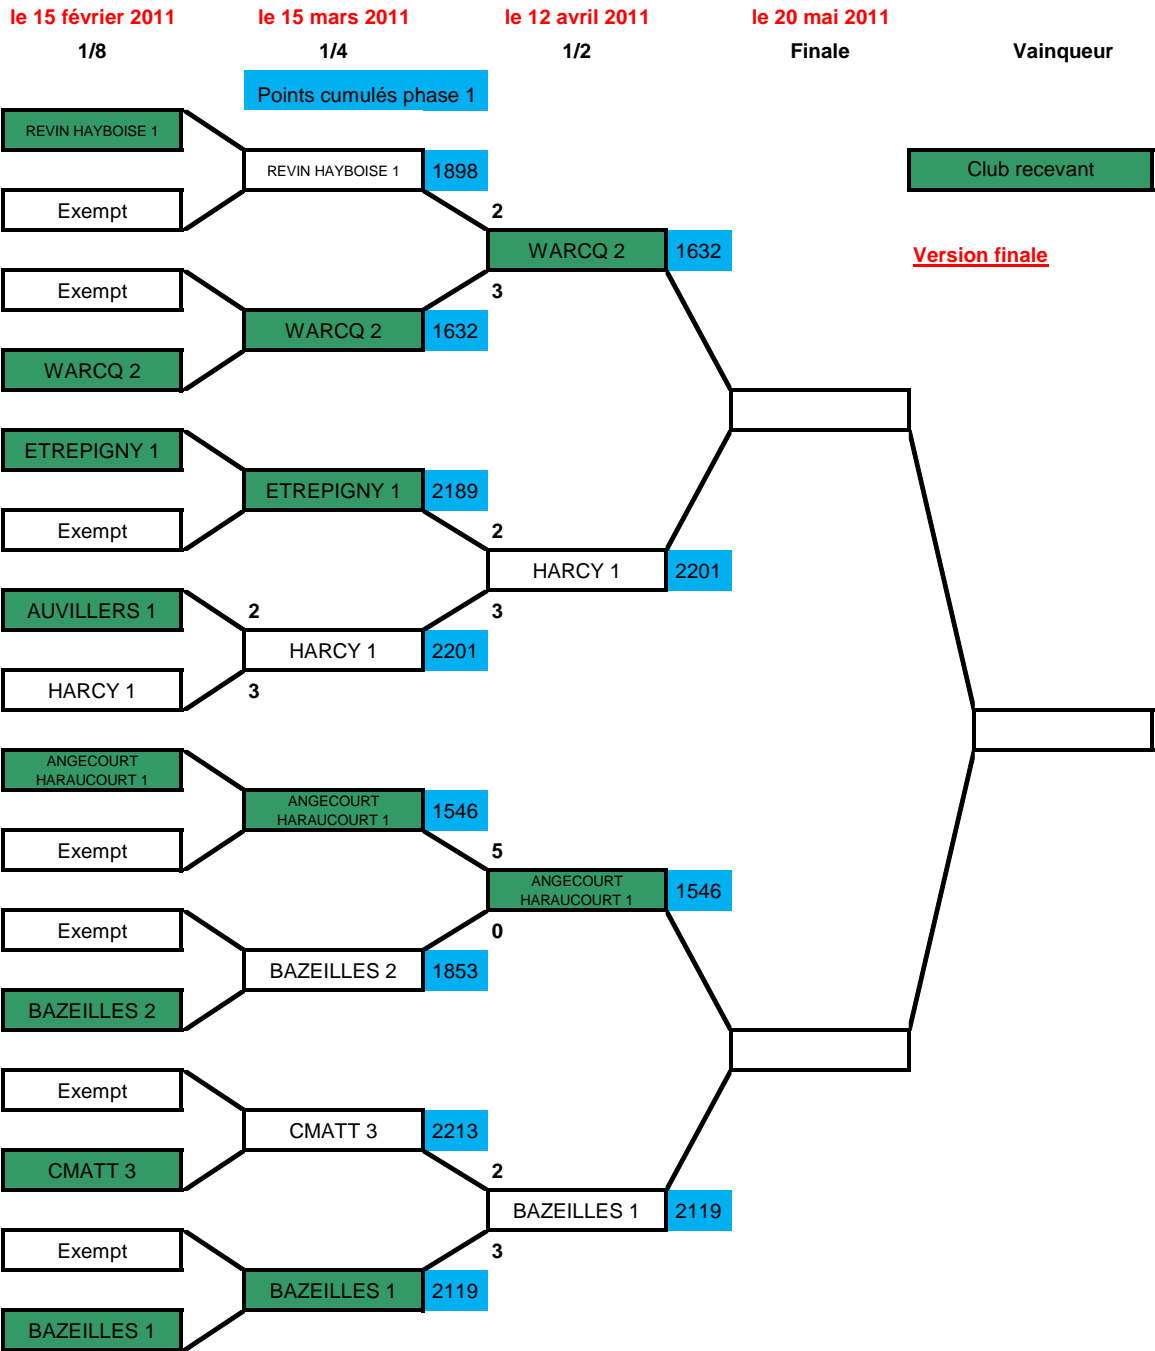 le 15 février 2011
le 15 mars 2011
le 12 avril 2011
le 20 mai 2011
1/8
1/4
1/2
Finale
Vainqueur
Points cumulés phase 1
REVIN HAYBOISE 1
REVIN HAYBOISE 1
1898
Club recevant
Exempt
2
WARCQ 2
1632
Version finale
Exempt
3
WARCQ 2
1632
WARCQ 2
ETREPIGNY 1
ETREPIGNY 1
2189
Exempt
2
HARCY 1
2201
AUVILLERS 1
2
3
HARCY 1
2201
HARCY 1
3
ANGECOURT
HARAUCOURT 1
ANGECOURT
HARAUCOURT 1
1546
Exempt
5
ANGECOURT
HARAUCOURT 1
1546
Exempt
0
BAZEILLES 2
1853
BAZEILLES 2
Exempt
CMATT 3
2213
CMATT 3
2
BAZEILLES 1
2119
Exempt
3
BAZEILLES 1
2119
BAZEILLES 1